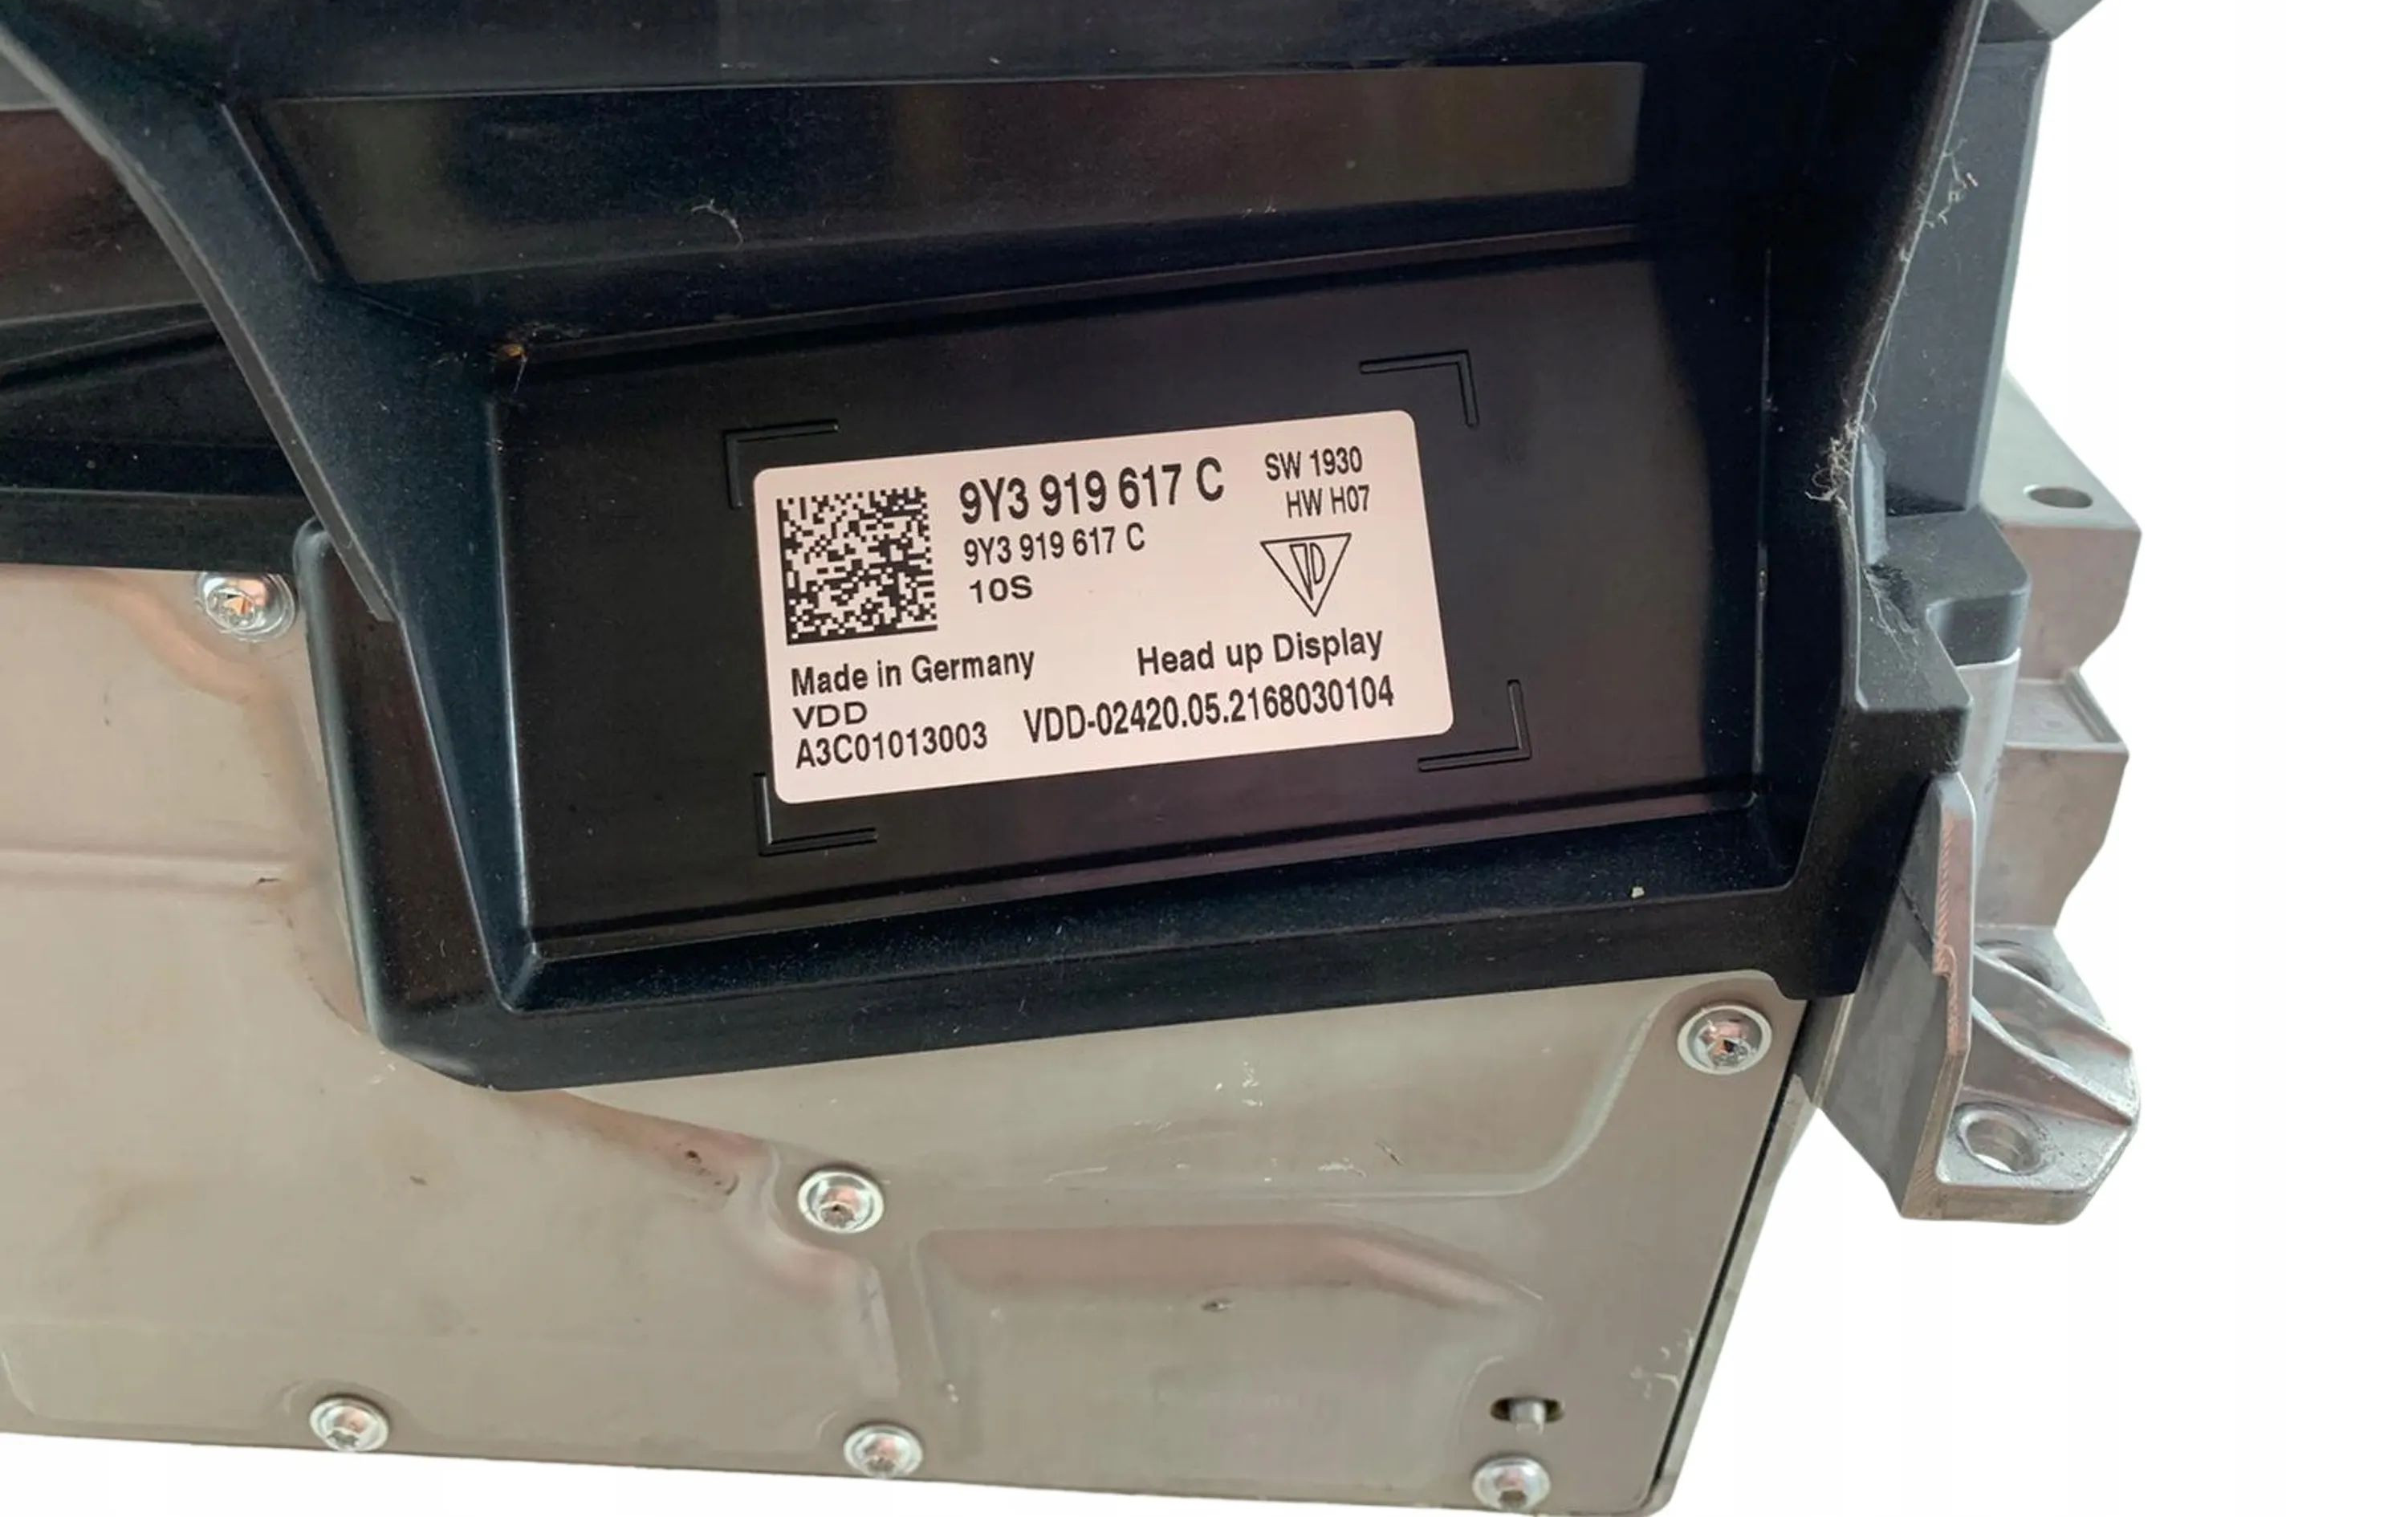 9Y3 919 617 C
SW 1930
HW H07
9Y3 919 617 C
10S
Made in Germany
Head up Display
VDD
A3C01013003
VDD-02420.05.2168030104